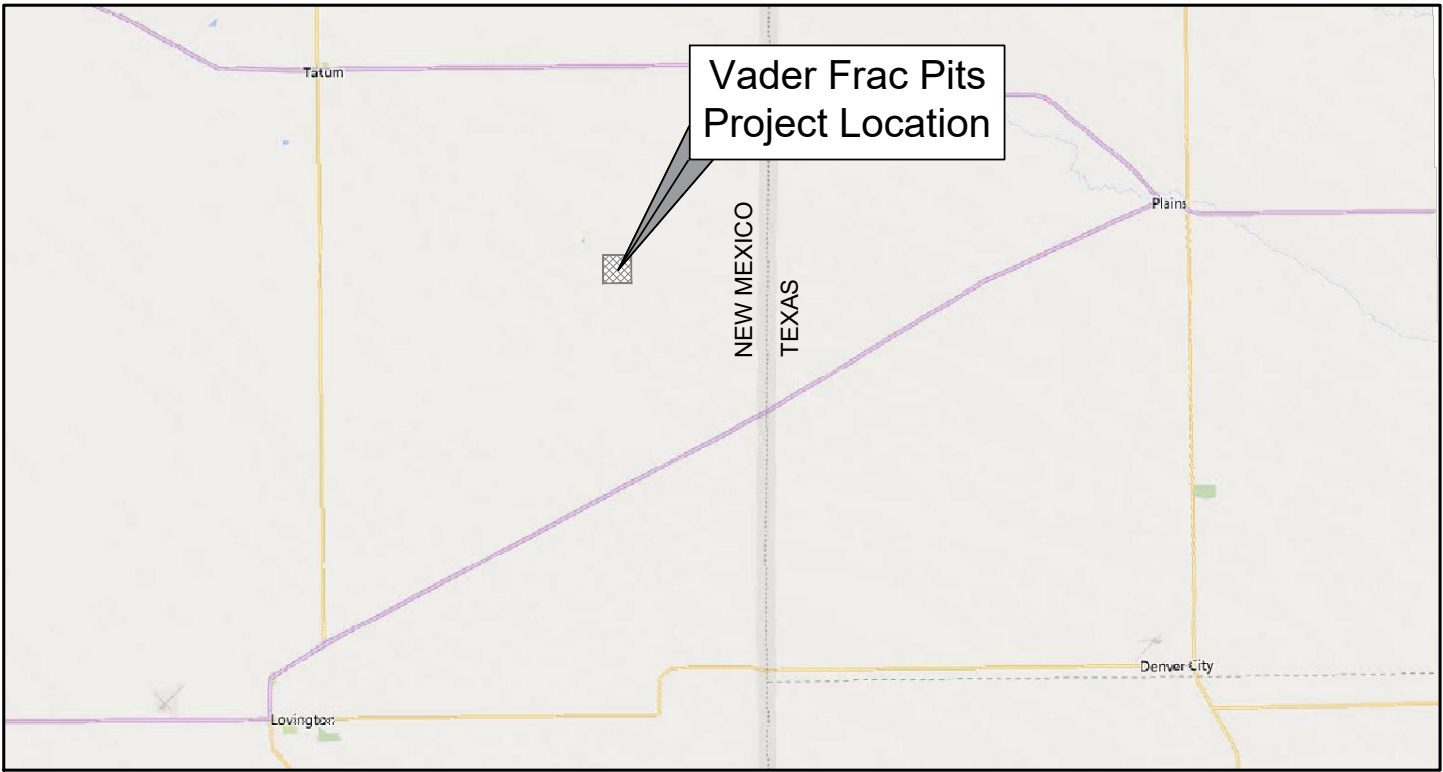 Tatum
Vader Frac Pits
Project Location
Plains
NEW MEXICO
TEXAS
Denver City
Lovington